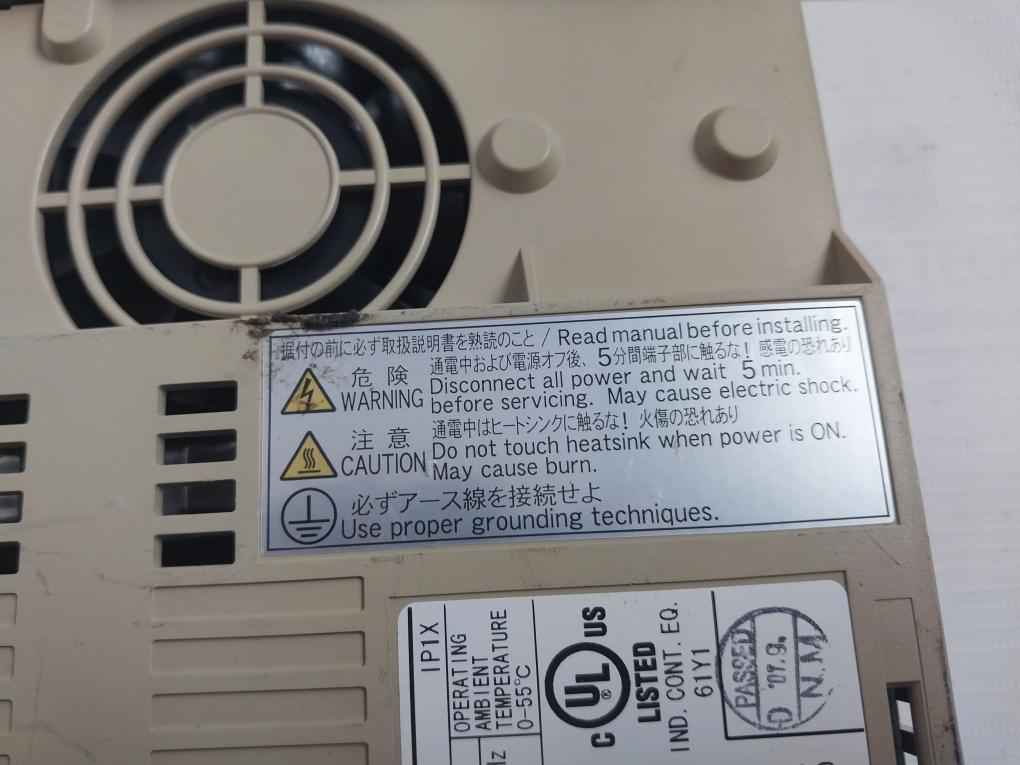 据付の前に必ず取扱説明書を熟読のこと / Read manual before installing.
危 険
WARNING
通電中および電源オフ後、5分間端子部に触るな! 感電の恐れあり
Disconnect all power and wait 5 min.
before servicing. May cause electric shock.
注 意
CAUTION
通電中はヒートシンクに触るな! 火傷の恐れあり
Do not touch heatsink when power is ON.
May cause burn.
必ずアース線を接続せよ
Use proper grounding techniques.
IP1X
OPERATING
AMBIENT
TEMPERATURE
0-55℃
Hz
C UL US
®
LISTED
IND. CONT. EQ.
61Y1
PASSED
'07.9.
N.M